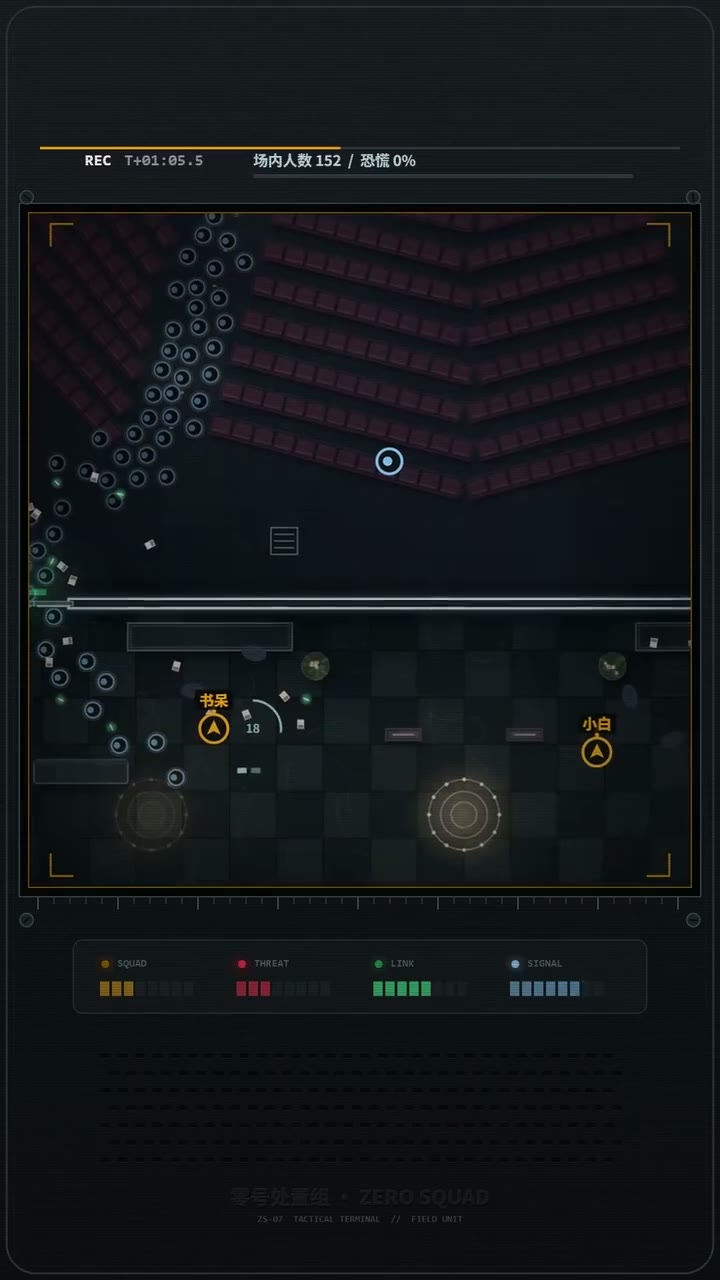 REC T+01:05.5 场内人数 152 / 恐慌 0%
书呆
18
小白
SQUAD THREAT LINK SIGNAL
零号处置组 · ZERO SQUAD
ZS-07 TACTICAL TERMINAL // FIELD UNIT